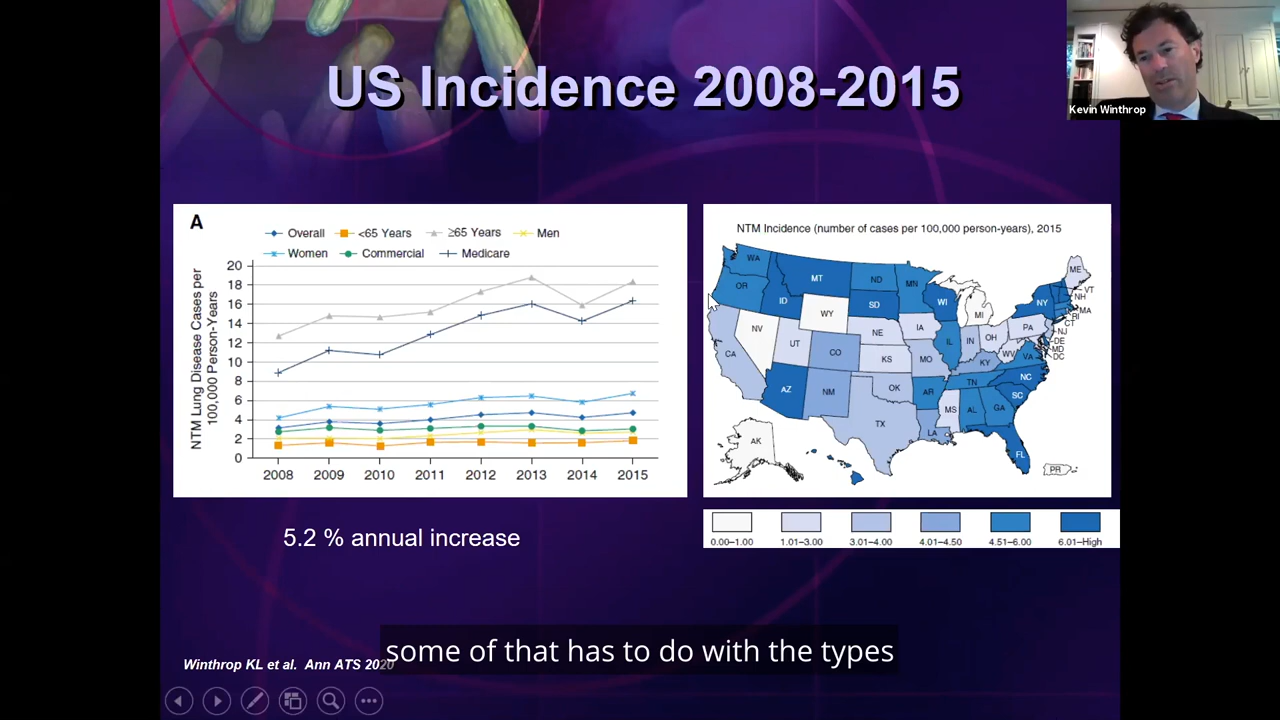 US Incidence 2008-2015
Kevin Winthrop
A
Overall <65 Years ≥65 Years Men
Women Commercial Medicare
NTM Lung Disease Cases per
100,000 Person-Years
20
18
16
14
12
10
8
6
4
2
0
2008 2009 2010 2011 2012 2013 2014 2015
5.2 % annual increase
NTM Incidence (number of cases per 100,000 person-years), 2015
WA
OR
MT
ID
ND
SD
MN
WI
WY
MI
NY
ME
VT
NH
MA
RI
CT
NJ
DE
MD
DC
NV
UT
CA
CO
NE
KS
IA
MO
IL
IN
OH
PA
WV
VA
KY
AZ
NM
OK
TX
AR
LA
MS
AL
TN
NC
SC
GA
FL
AK
PR
0.00–1.00 1.01–3.00 3.01–4.00 4.01–4.50 4.51–6.00 6.01–High
some of that has to do with the types
Winthrop KL et al. Ann ATS 2020